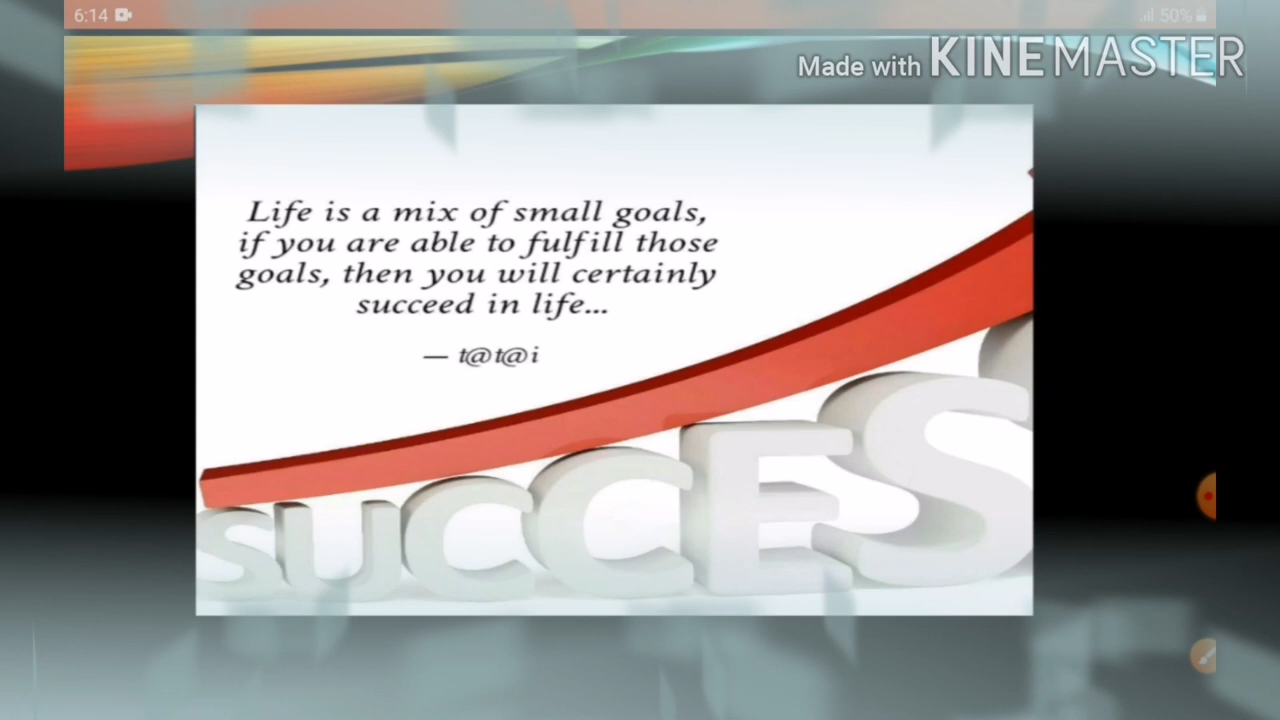 6:14
50%
Made with KINEMASTER
Life is a mix of small goals,
if you are able to fulfill those
goals, then you will certainly
succeed in life...
— t@t@i
SUCCES